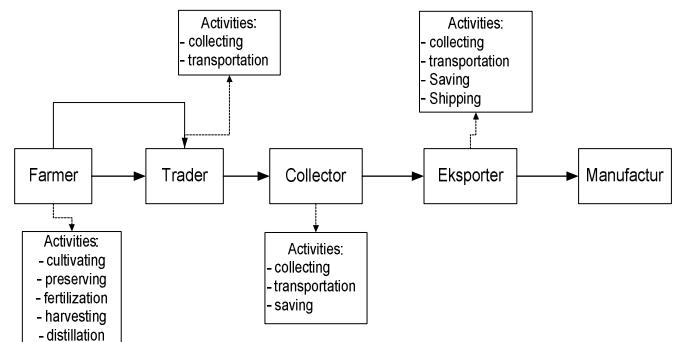 Activities:
- collecting
- transportation
Activities:
- collecting
- transportation
- Saving
- Shipping
Farmer
Trader
Collector
Eksporter
Manufactur
Activities:
- cultivating
- preserving
- fertilization
- harvesting
- distillation
Activities:
- collecting
- transportation
- saving